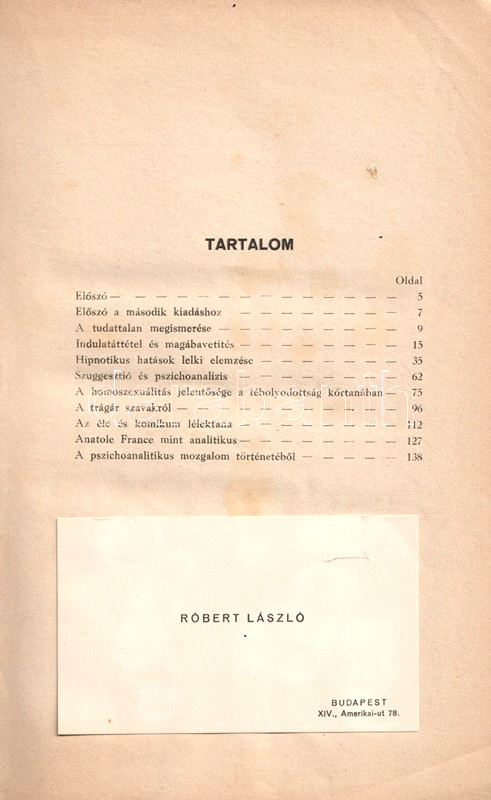 TARTALOM
Oldal
Előszó — — — — — — — — — — — — — — — 5
Előszó a második kiadáshoz — — — — — — — — — — 7
A tudattalan megismerése — — — — — — — — — — 9
Indulatáttétel és magábavetítés — — — — — — — — — 15
Hipnotikus hatások lelki elemzése — — — — — — — — 35
Szuggesztió és pszichoanalizis — — — — — — — — — 62
A homoszexuálitás jelentősége a tébolyodottság kórtanában — 75
A trágár szavakról — — — — — — — — — — — — 96
Az élc és komikum lélektana — — — — — — — — — 112
Anatole France mint analitikus — — — — — — — — — 127
A pszichoanalitikus mozgalom történetéből — — — — — — 138
RÓBERT LÁSZLÓ
BUDAPEST
XIV., Amerikai-ut 78.